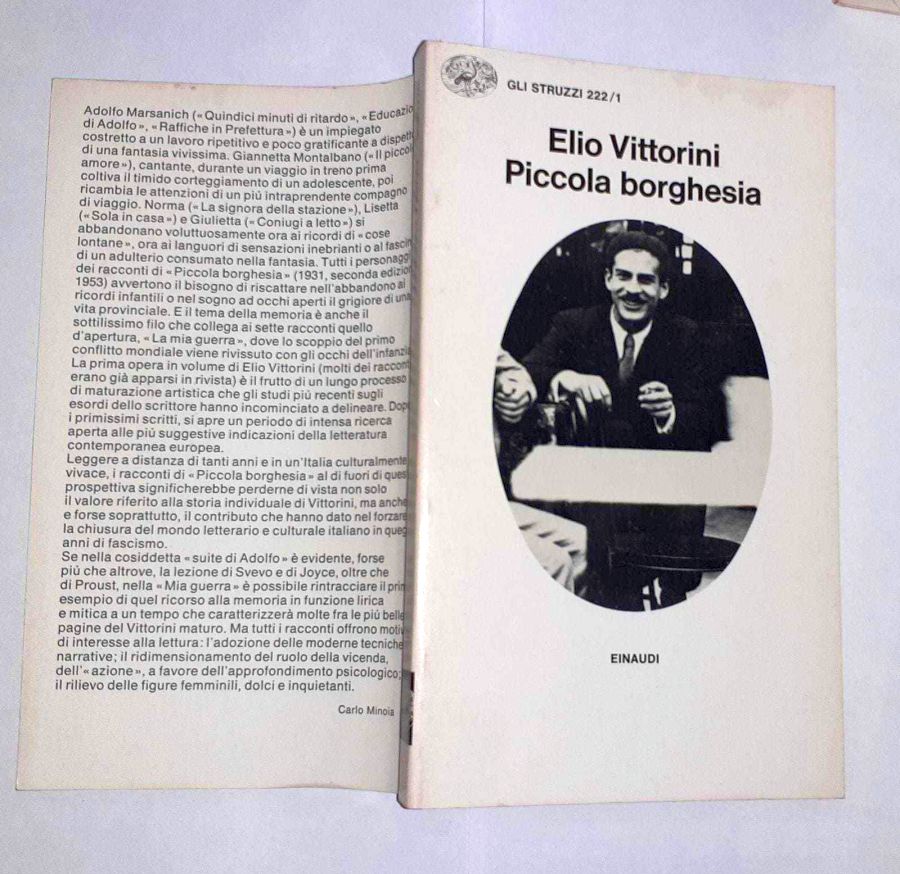 Adolfo Marsanich («Quindici minuti di ritardo», «Educazio
di Adolfo», «Raffiche in Prefettura») è un impiegato
costretto a un lavoro ripetitivo e poco gratificante a dispetto
di una fantasia vivissima. Giannetta Montalbano («Il piccolo
amore»), cantante, durante un viaggio in treno prima
coltiva il timido corteggiamento di un adolescente, poi
ricambia le attenzioni di un più intraprendente compagno
di viaggio. Norma («La signora della stazione»), Lisetta
(«Sola in casa») e Giulietta («Coniugi a letto») si
abbandonano voluttuosamente ora ai ricordi di «cose
lontane», ora ai languori di sensazioni inebrianti o al fascin
di un adulterio consumato nella fantasia. Tutti i personagg
dei racconti di «Piccola borghesia» (1931, seconda edizion
1953) avvertono il bisogno di riscattare nell'abbandono ai
ricordi infantili o nel sogno ad occhi aperti il grigiore di una
vita provinciale. E il tema della memoria è anche il
sottilissimo filo che collega ai sette racconti quello
d'apertura, «La mia guerra», dove lo scoppio del primo
conflitto mondiale viene rivissuto con gli occhi dell'infanzia
La prima opera in volume di Elio Vittorini (molti dei raccont
erano già apparsi in rivista) è il frutto di un lungo processo
di maturazione artistica che gli studi più recenti sugli
esordi dello scrittore hanno incominciato a delineare. Dopo
i primissimi scritti, si apre un periodo di intensa ricerca
aperta alle più suggestive indicazioni della letteratura
contemporanea europea.
Leggere a distanza di tanti anni e in un'Italia culturalmente
vivace, i racconti di «Piccola borghesia» al di fuori di ques
prospettiva significherebbe perderne di vista non solo
il valore riferito alla storia individuale di Vittorini, ma anche
e forse soprattutto, il contributo che hanno dato nel forzare
la chiusura del mondo letterario e culturale italiano in queg
anni di fascismo.
Se nella cosiddetta «suite di Adolfo» è evidente, forse
più che altrove, la lezione di Svevo e di Joyce, oltre che
di Proust, nella «Mia guerra» è possibile rintracciare il prim
esempio di quel ricorso alla memoria in funzione lirica
e mitica a un tempo che caratterizzerà molte fra le più belle
pagine del Vittorini maturo. Ma tutti i racconti offrono motiv
di interesse alla lettura: l'adozione delle moderne tecniche
narrative; il ridimensionamento del ruolo della vicenda,
dell'«azione», a favore dell'approfondimento psicologico;
il rilievo delle figure femminili, dolci e inquietanti.
Carlo Minoia
GLI STRUZZI 222/1
Elio Vittorini
Piccola borghesia
EINAUDI